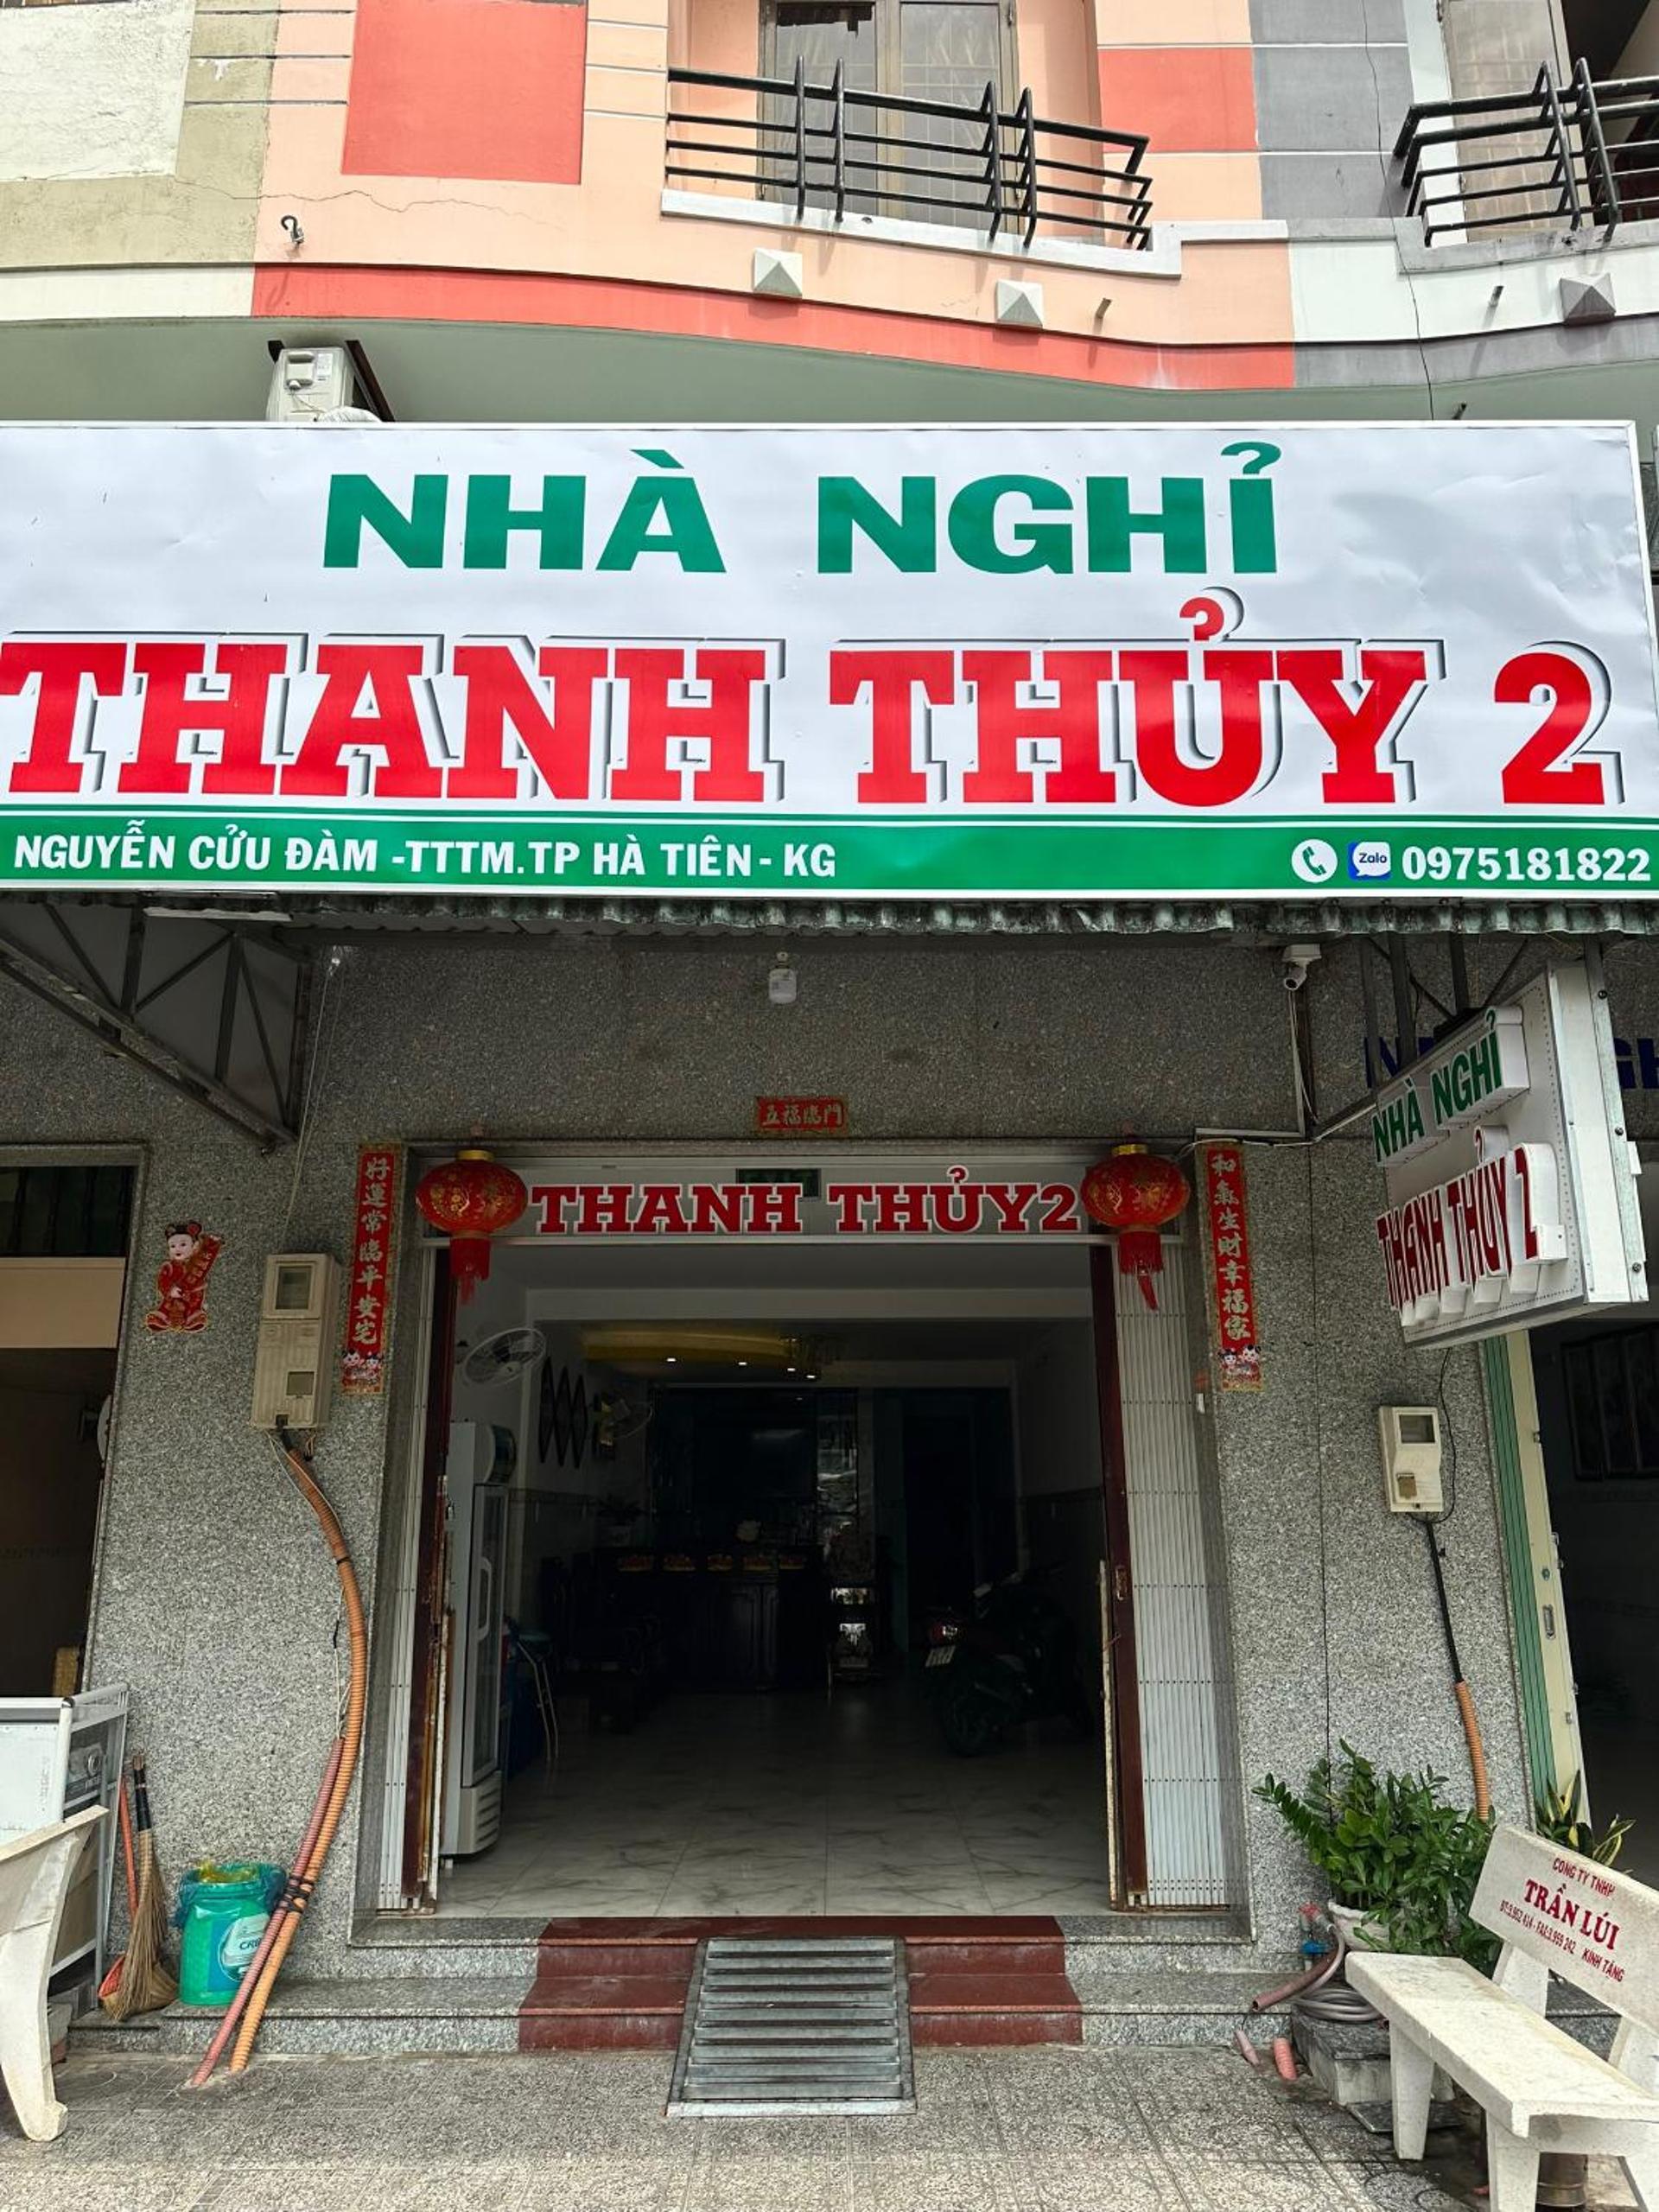 NHÀ NGHỈ
THANH THỦY 2
NGUYỄN CỬU ĐÀM -TTTM.TP HÀ TIÊN - KG
Zalo 0975181822
NHÀ NGHỈ
THANH THỦY 2
五福臨門
好運常臨平安宅
THANH THỦY2
和氣生財幸福家
CÔNG TY TNHH
TRẦN LÚI
KÍNH TẶNG